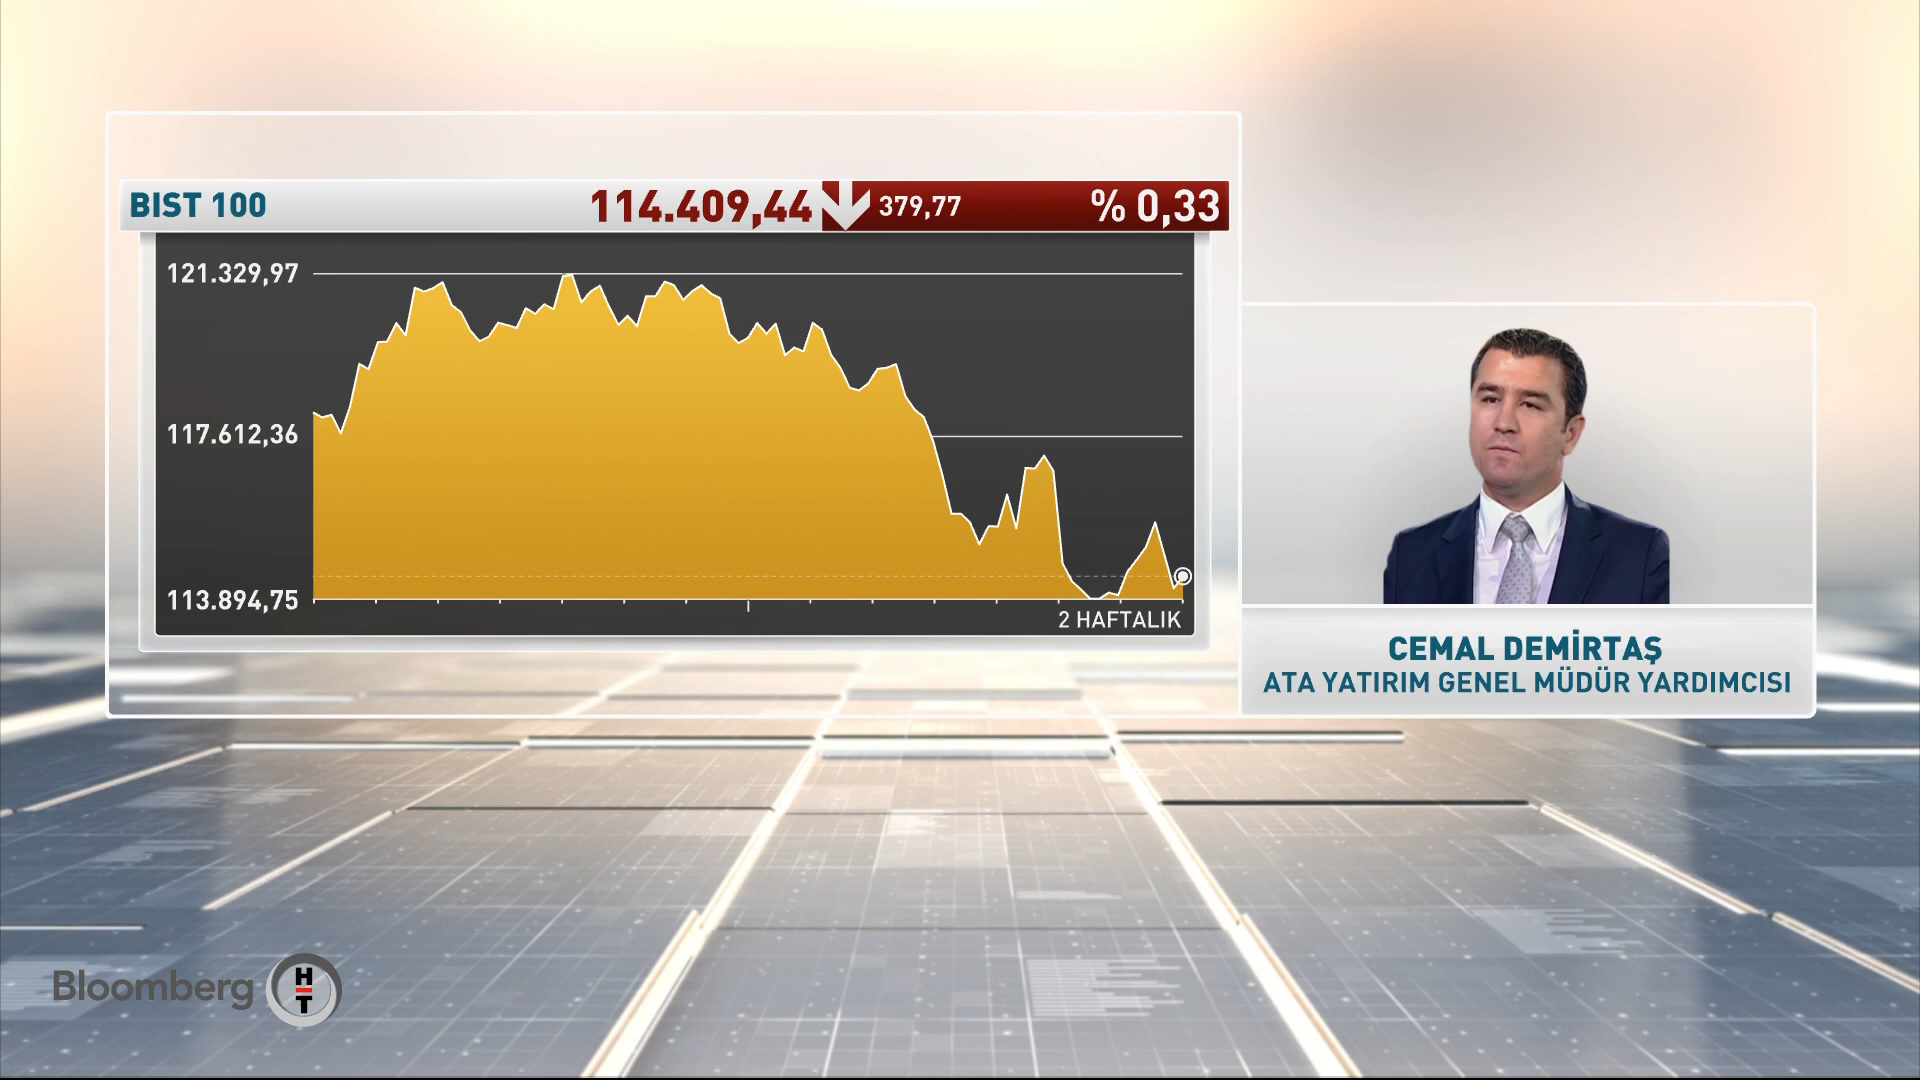 BIST 100 114.409,44 379,77 % 0,33
121.329,97
117.612,36
113.894,75
2 HAFTALIK
CEMAL DEMİRTAŞ
ATA YATIRIM GENEL MÜDÜR YARDIMCISI
Bloomberg HT